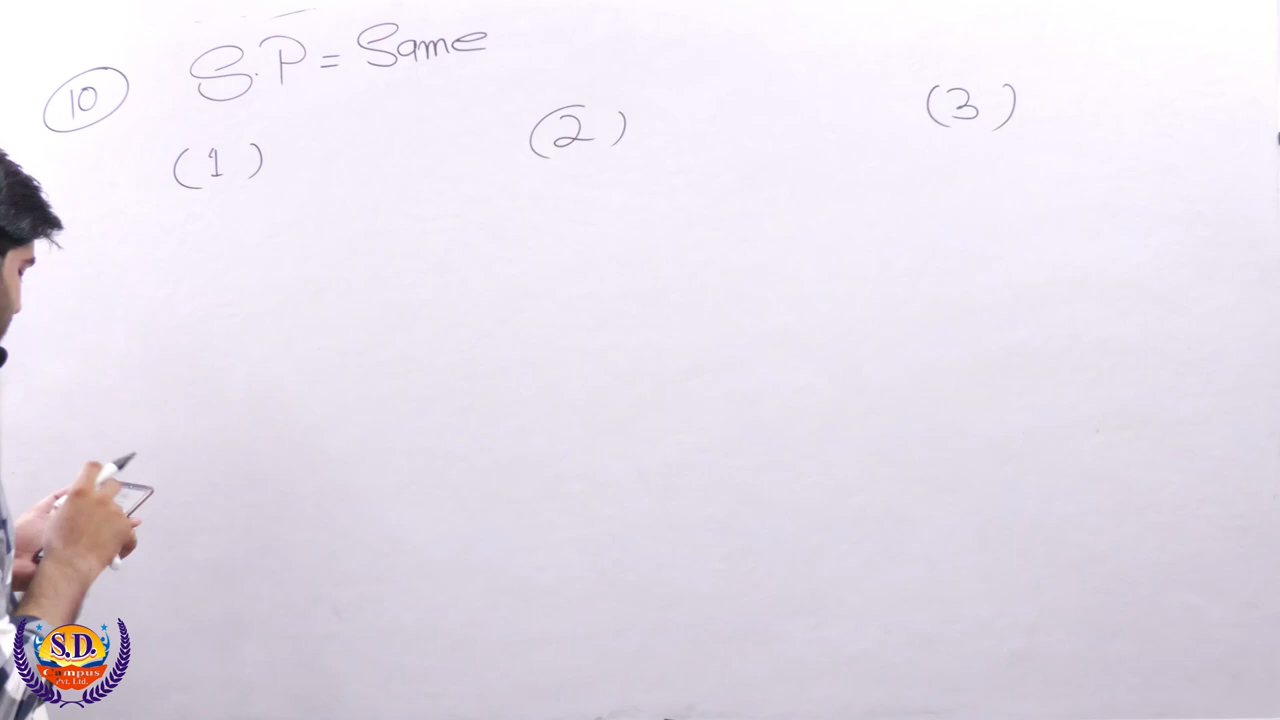 (10) S.P = Same
(1) (2) (3)
S.D.
Campus
Pvt. Ltd.